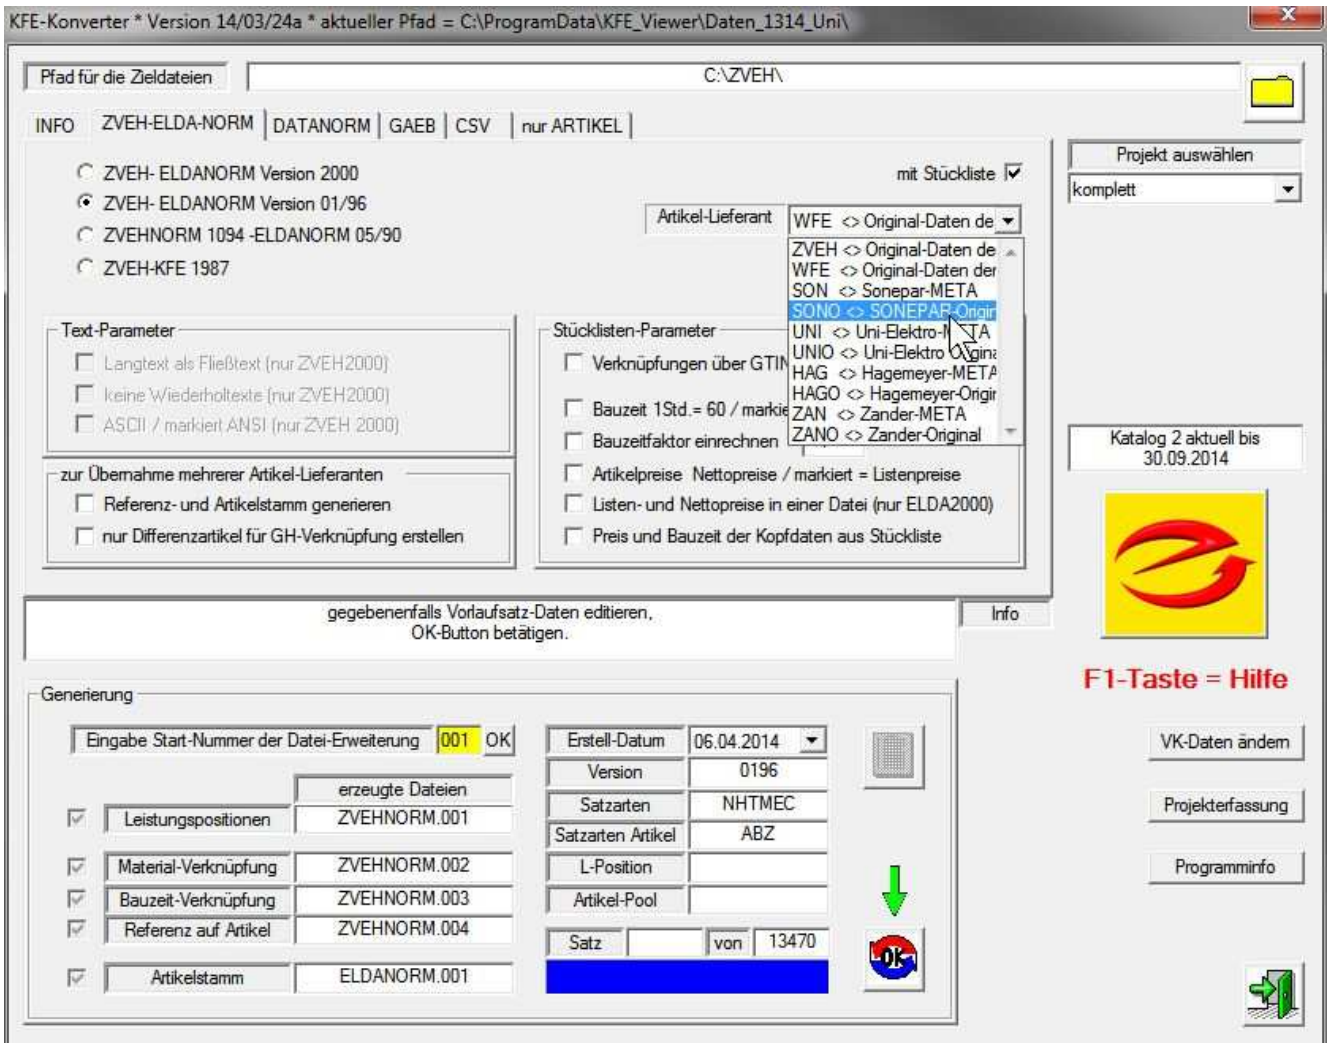 KFE-Konverter * Version 14/03/24a * aktueller Pfad = C:\ProgramData\KFE_Viewer\Daten_1314_Uni\
Pfad für die Zieldateien
C:\ZVEH\
INFO ZVEH-ELDA-NORM DATANORM GAEB CSV nur ARTIKEL
ZVEH- ELDANORM Version 2000
ZVEH- ELDANORM Version 01/96
ZVEHNORM 1094 -ELDANORM 05/90
ZVEH-KFE 1987
mit Stückliste
Artikel-Lieferant
WFE <> Original-Daten de
ZVEH <> Original-Daten de
WFE <> Original-Daten der
SON <> Sonepar-META
SONO <> SONEPAR-Origin
UNI <> Uni-Elektro-META
UNIO <> Uni-Elektro Origina
HAG <> Hagemeyer-META
HAGO <> Hagemeyer-Origir
ZAN <> Zander-META
ZANO <> Zander-Original
Text-Parameter
Langtext als Fließtext (nur ZVEH2000)
keine Wiederholtexte (nur ZVEH2000)
ASCII / markiert ANSI (nur ZVEH 2000)
zur Übernahme mehrerer Artikel-Lieferanten
Referenz- und Artikelstamm generieren
nur Differenzartikel für GH-Verknüpfung erstellen
Stücklisten-Parameter
Verknüpfungen über GTIN
Bauzeit 1Std.= 60 / markie
Bauzeitfaktor einrechnen
Artikelpreise Nettopreise / markiert = Listenpreise
Listen- und Nettopreise in einer Datei (nur ELDA2000)
Preis und Bauzeit der Kopfdaten aus Stückliste
Projekt auswählen
komplett
Katalog 2 aktuell bis
30.09.2014
gegebenenfalls Vorlaufsatz-Daten editieren,
OK-Button betätigen.
Info
F1-Taste = Hilfe
Generierung
Eingabe Start-Nummer der Datei-Erweiterung 001 OK
erzeugte Dateien
Leistungspositionen ZVEHNORM.001
Material-Verknüpfung ZVEHNORM.002
Bauzeit-Verknüpfung ZVEHNORM.003
Referenz auf Artikel ZVEHNORM.004
Artikelstamm ELDANORM.001
Erstell-Datum 06.04.2014
Version 0196
Satzarten NHTMEC
Satzarten Artikel ABZ
L-Position
Artikel-Pool
Satz von 13470
OK
VK-Daten ändern
Projekterfassung
Programminfo